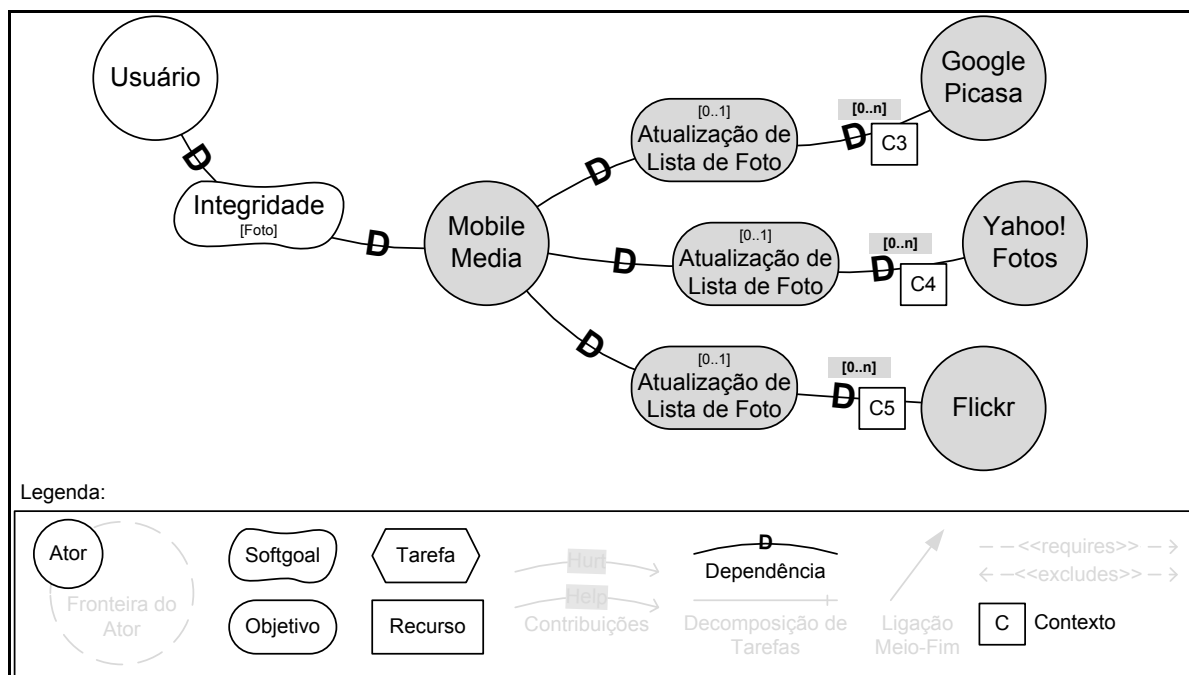 Usuário
D
Integridade
[Foto]
D
Mobile
Media
D
[0..1]
Atualização de
Lista de Foto
[0..n]
D
C3
Google
Picasa
D
[0..1]
Atualização de
Lista de Foto
[0..n]
D
C4
Yahoo!
Fotos
D
[0..1]
Atualização de
Lista de Foto
[0..n]
D
C5
Flickr
Legenda:
Ator
Fronteira do
Ator
Softgoal
Objetivo
Tarefa
Recurso
Hurt
Help
Contribuições
D
Dependência
Decomposição de
Tarefas
Ligação
Meio-Fim
<<requires>>
<<excludes>>
C
Contexto